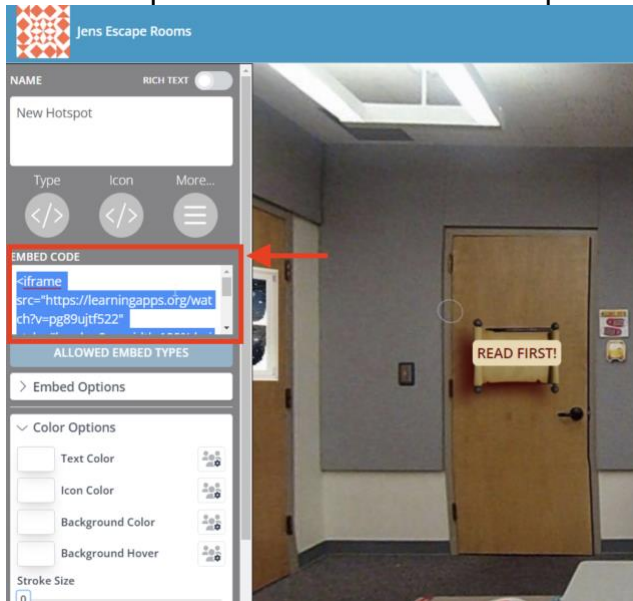 Jens Escape Rooms
NAME RICH TEXT
New Hotspot
Type Icon More...
EMBED CODE
<iframe
src="https://learningapps.org/wat
ch?v=pg89ujtf522"
ALLOWED EMBED TYPES
> Embed Options
Color Options
Text Color
Icon Color
Background Color
Background Hover
Stroke Size
0
READ FIRST!